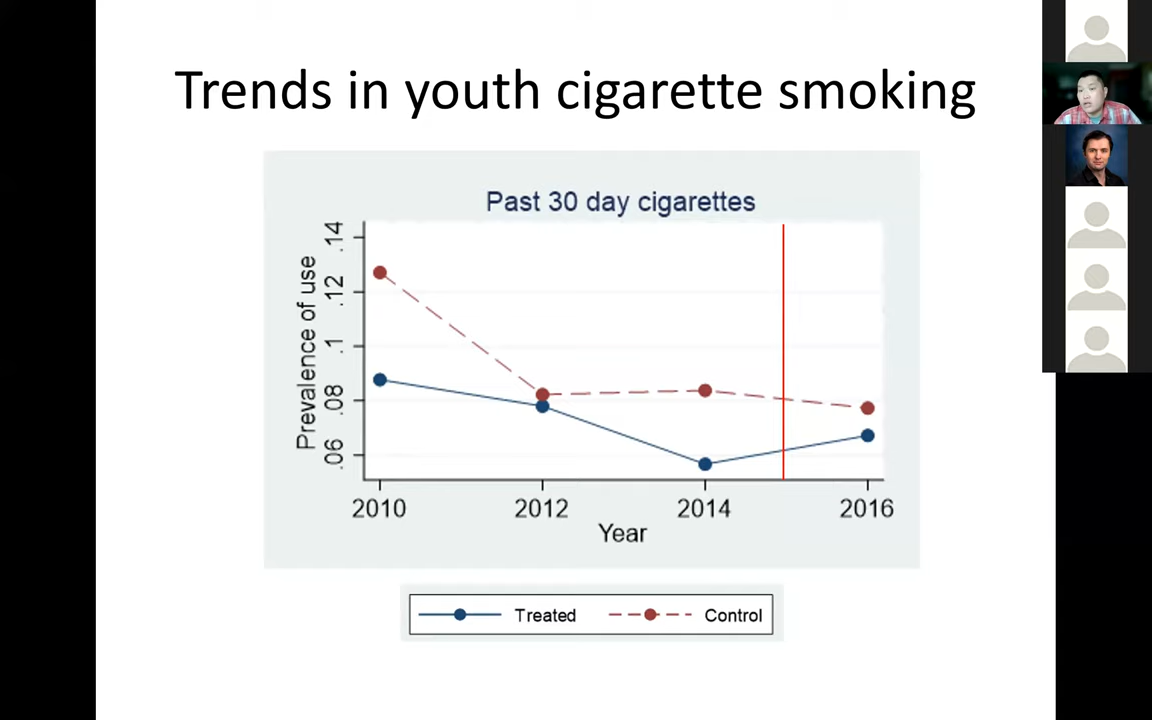 Trends in youth cigarette smoking
Past 30 day cigarettes
Prevalence of use
.14
.12
.1
.08
.06
2010 2012 2014 2016
Year
Treated Control